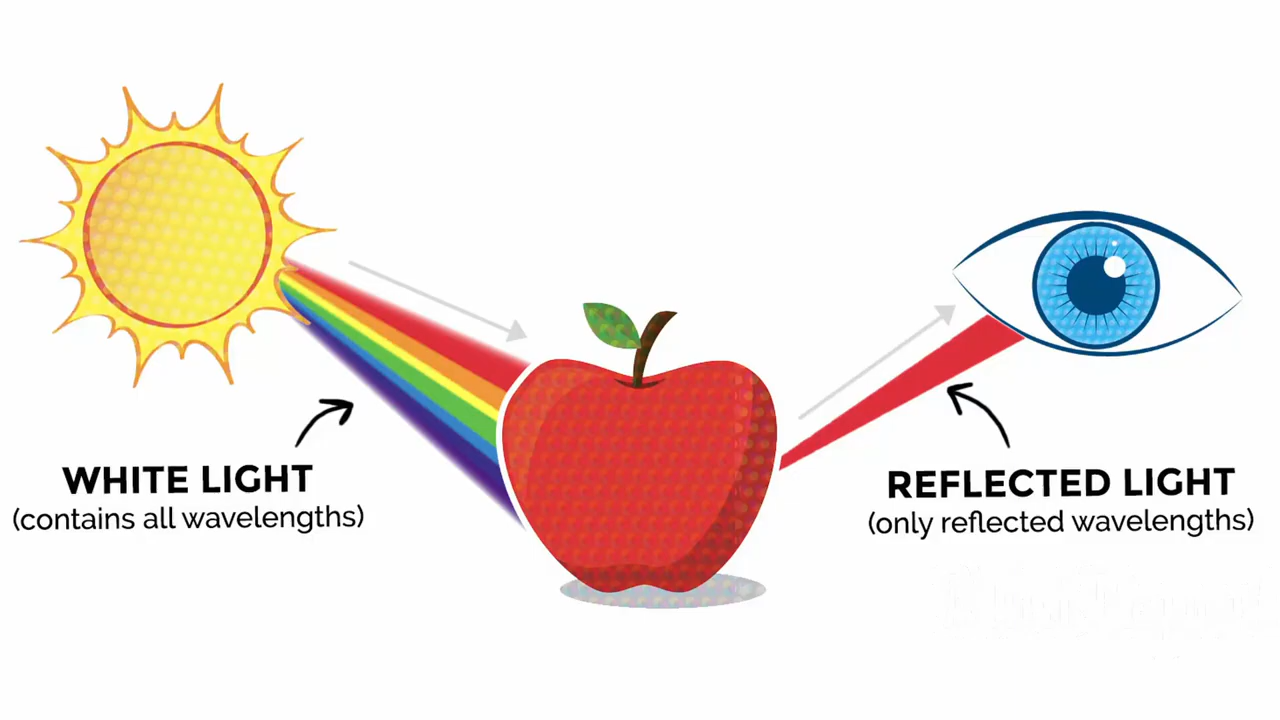 WHITE LIGHT
(contains all wavelengths)
REFLECTED LIGHT
(only reflected wavelengths)